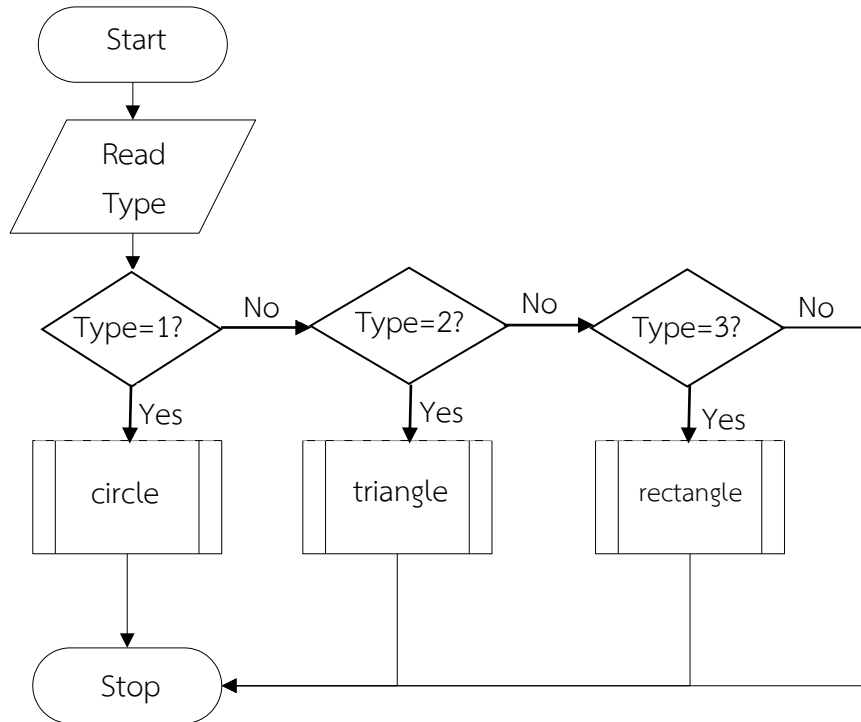 Start
Read
Type
Type=1?
No
Type=2?
No
Type=3?
No
Yes
Yes
Yes
circle
triangle
rectangle
Stop